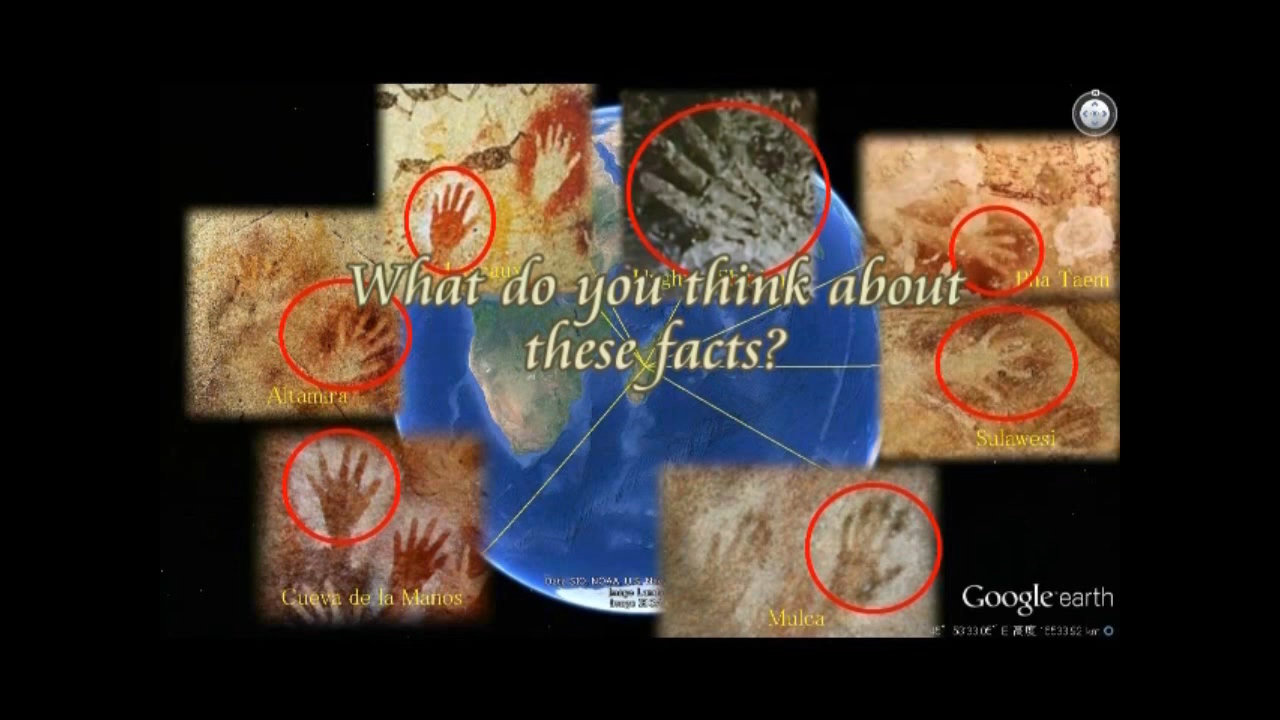 What do you think about
these facts?
Pha Taem
Altamira
Sulawesi
Cueva de la Manos
Mulca
Google earth